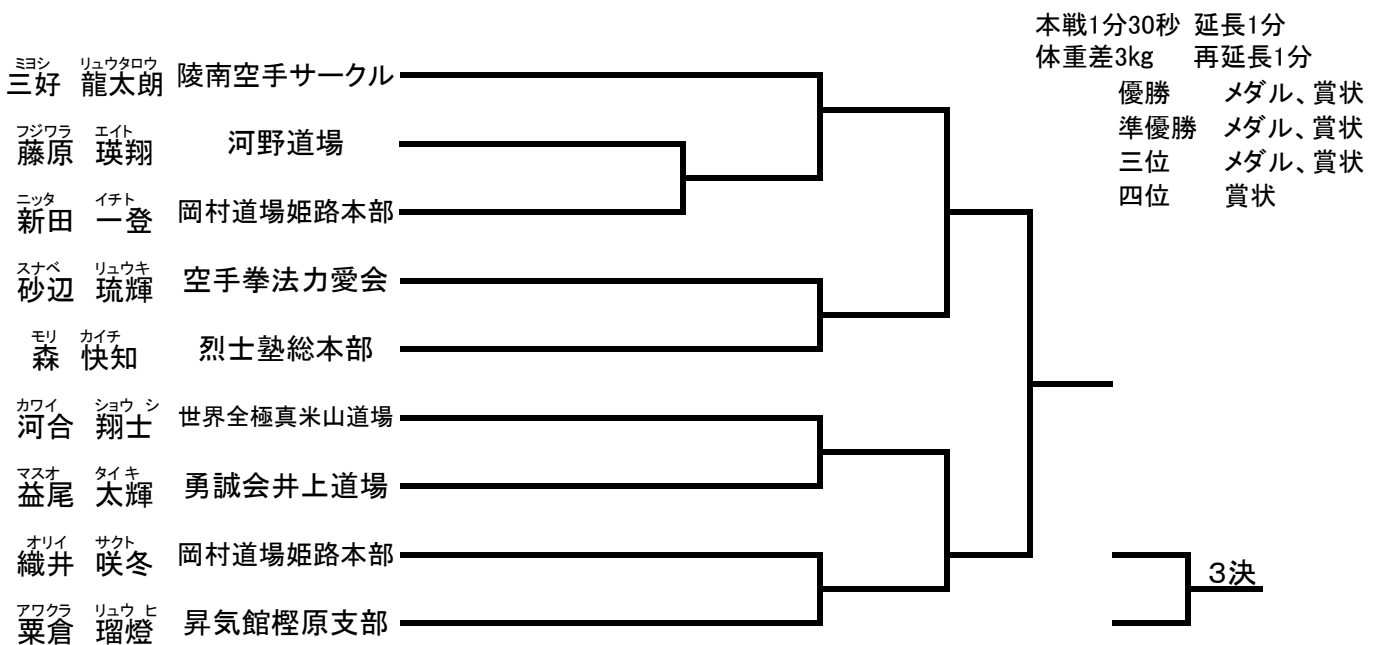 本戦1分30秒 延長1分
体重差3kg 再延長1分
優勝 メダル、賞状
準優勝 メダル、賞状
三位 メダル、賞状
四位 賞状
ミヨシ リュウタロウ
三好 龍太朗 陵南空手サークル
フジワラ エイト
藤原 瑛翔 河野道場
ニッタ イチト
新田 一登 岡村道場姫路本部
スナベ リュウキ
砂辺 琉輝 空手拳法力愛会
モリ カイチ
森 快知 烈士塾総本部
カワイ ショウ シ
河合 翔士 世界全極真米山道場
マスオ タイキ
益尾 太輝 勇誠会井上道場
オリイ サクト
織井 咲冬 岡村道場姫路本部
アワクラ リュウ ヒ
粟倉 瑠燈 昇気館樫原支部
3決